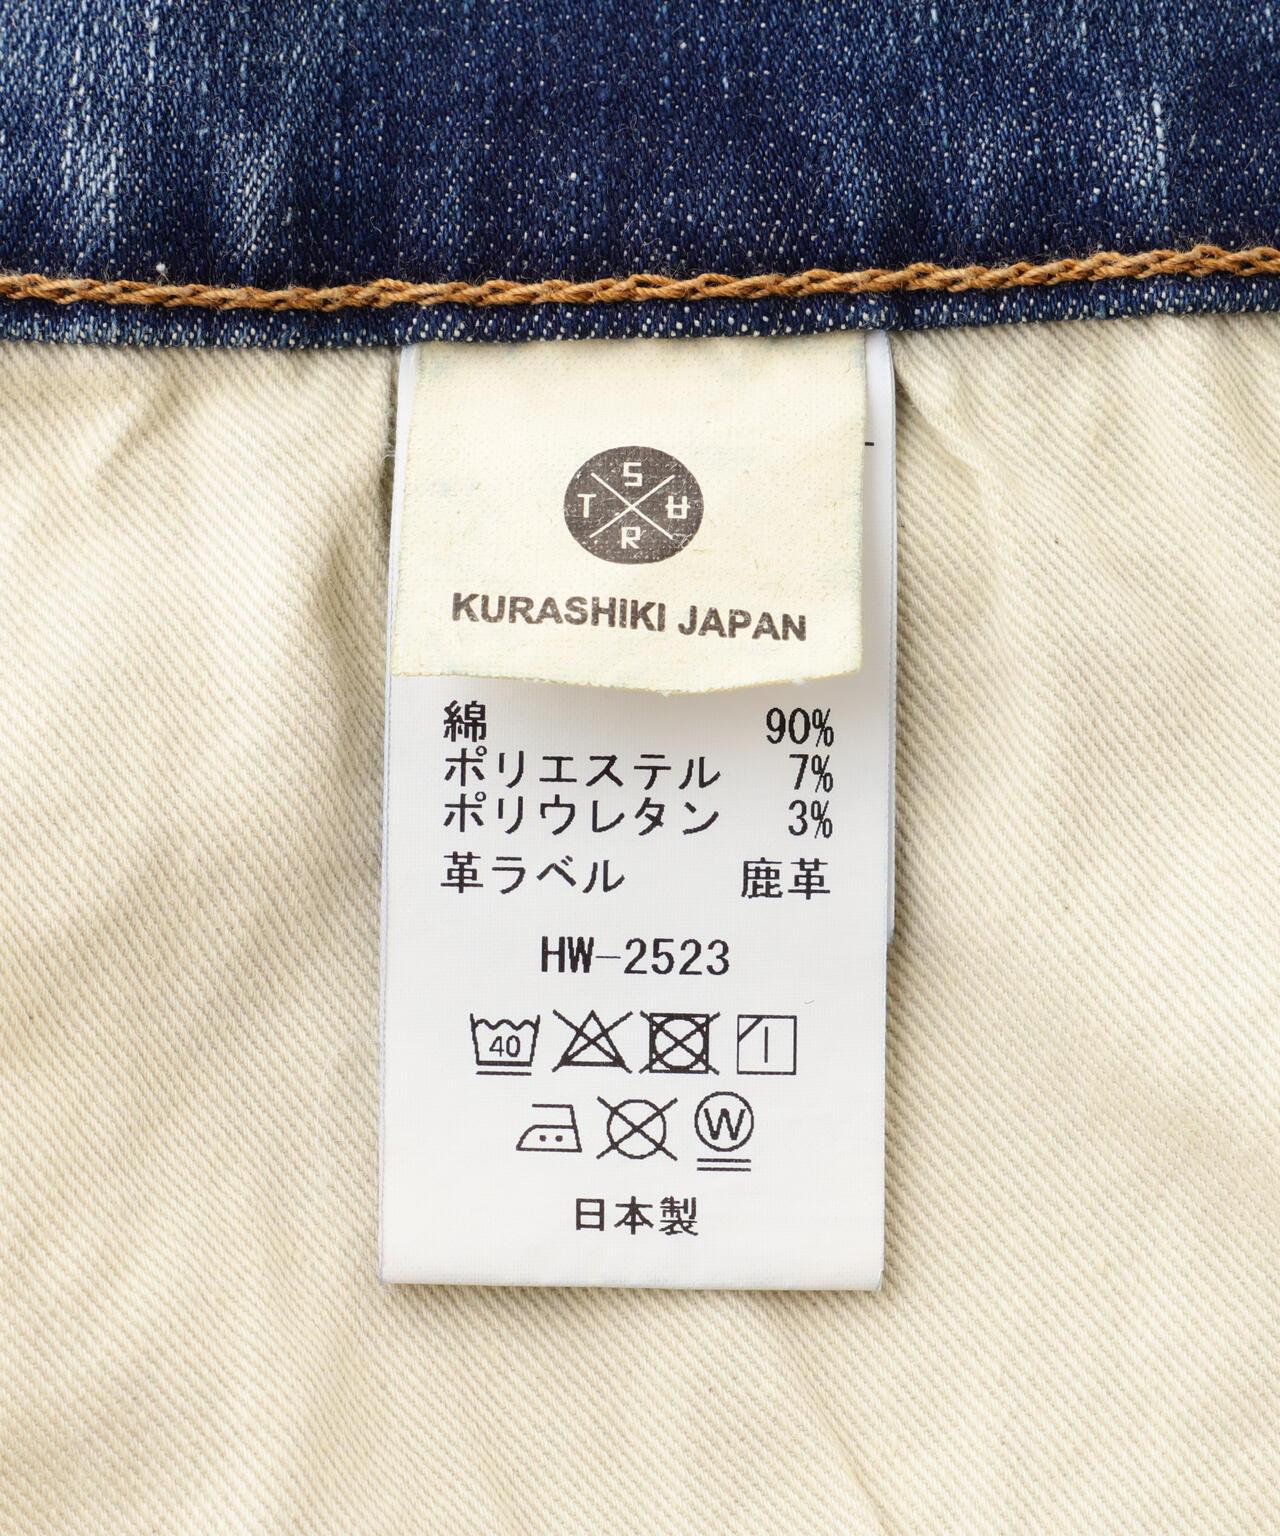 S
T R U
KURASHIKI JAPAN
綿 90%
ポリエステル 7%
ポリウレタン 3%
革ラベル 鹿革
HW-2523
40
W
日本製